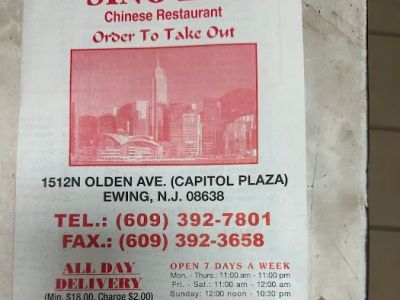 Chinese Restaurant
Order To Take Out
1512N OLDEN AVE. (CAPITOL PLAZA)
EWING, N.J. 08638
TEL.: (609) 392-7801
FAX.: (609) 392-3658
ALL DAY
DELIVERY
(Min. $18.00, Charge $2.00)
OPEN 7 DAYS A WEEK
Mon. - Thurs.: 11:00 am - 11:00 pm
Fri. - Sat.: 11:00 am - 12:00 am
Sunday: 12:00 noon - 10:30 pm